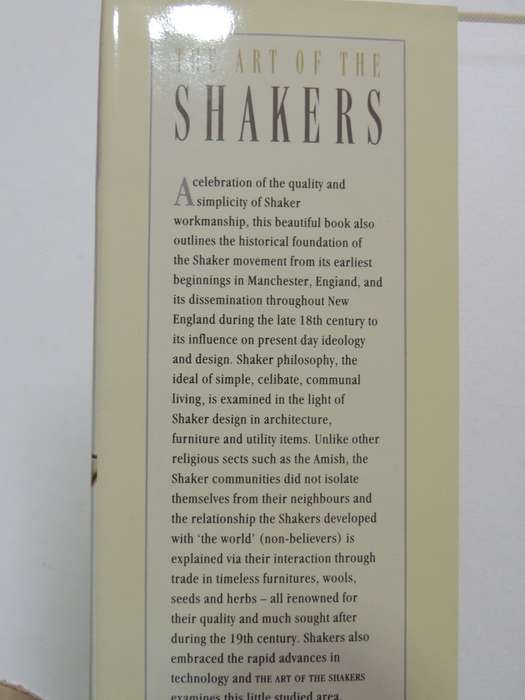 THE ART OF THE
SHAKERS
A celebration of the quality and
simplicity of Shaker
workmanship, this beautiful book also
outlines the historical foundation of
the Shaker movement from its earliest
beginnings in Manchester, England, and
its dissemination throughout New
England during the late 18th century to
its influence on present day ideology
and design. Shaker philosophy, the
ideal of simple, celibate, communal
living, is examined in the light of
Shaker design in architecture,
furniture and utility items. Unlike other
religious sects such as the Amish, the
Shaker communities did not isolate
themselves from their neighbours and
the relationship the Shakers developed
with ‘the world’ (non-believers) is
explained via their interaction through
trade in timeless furnitures, wools,
seeds and herbs – all renowned for
their quality and much sought after
during the 19th century. Shakers also
embraced the rapid advances in
technology and THE ART OF THE SHAKERS
examines this little studied area.